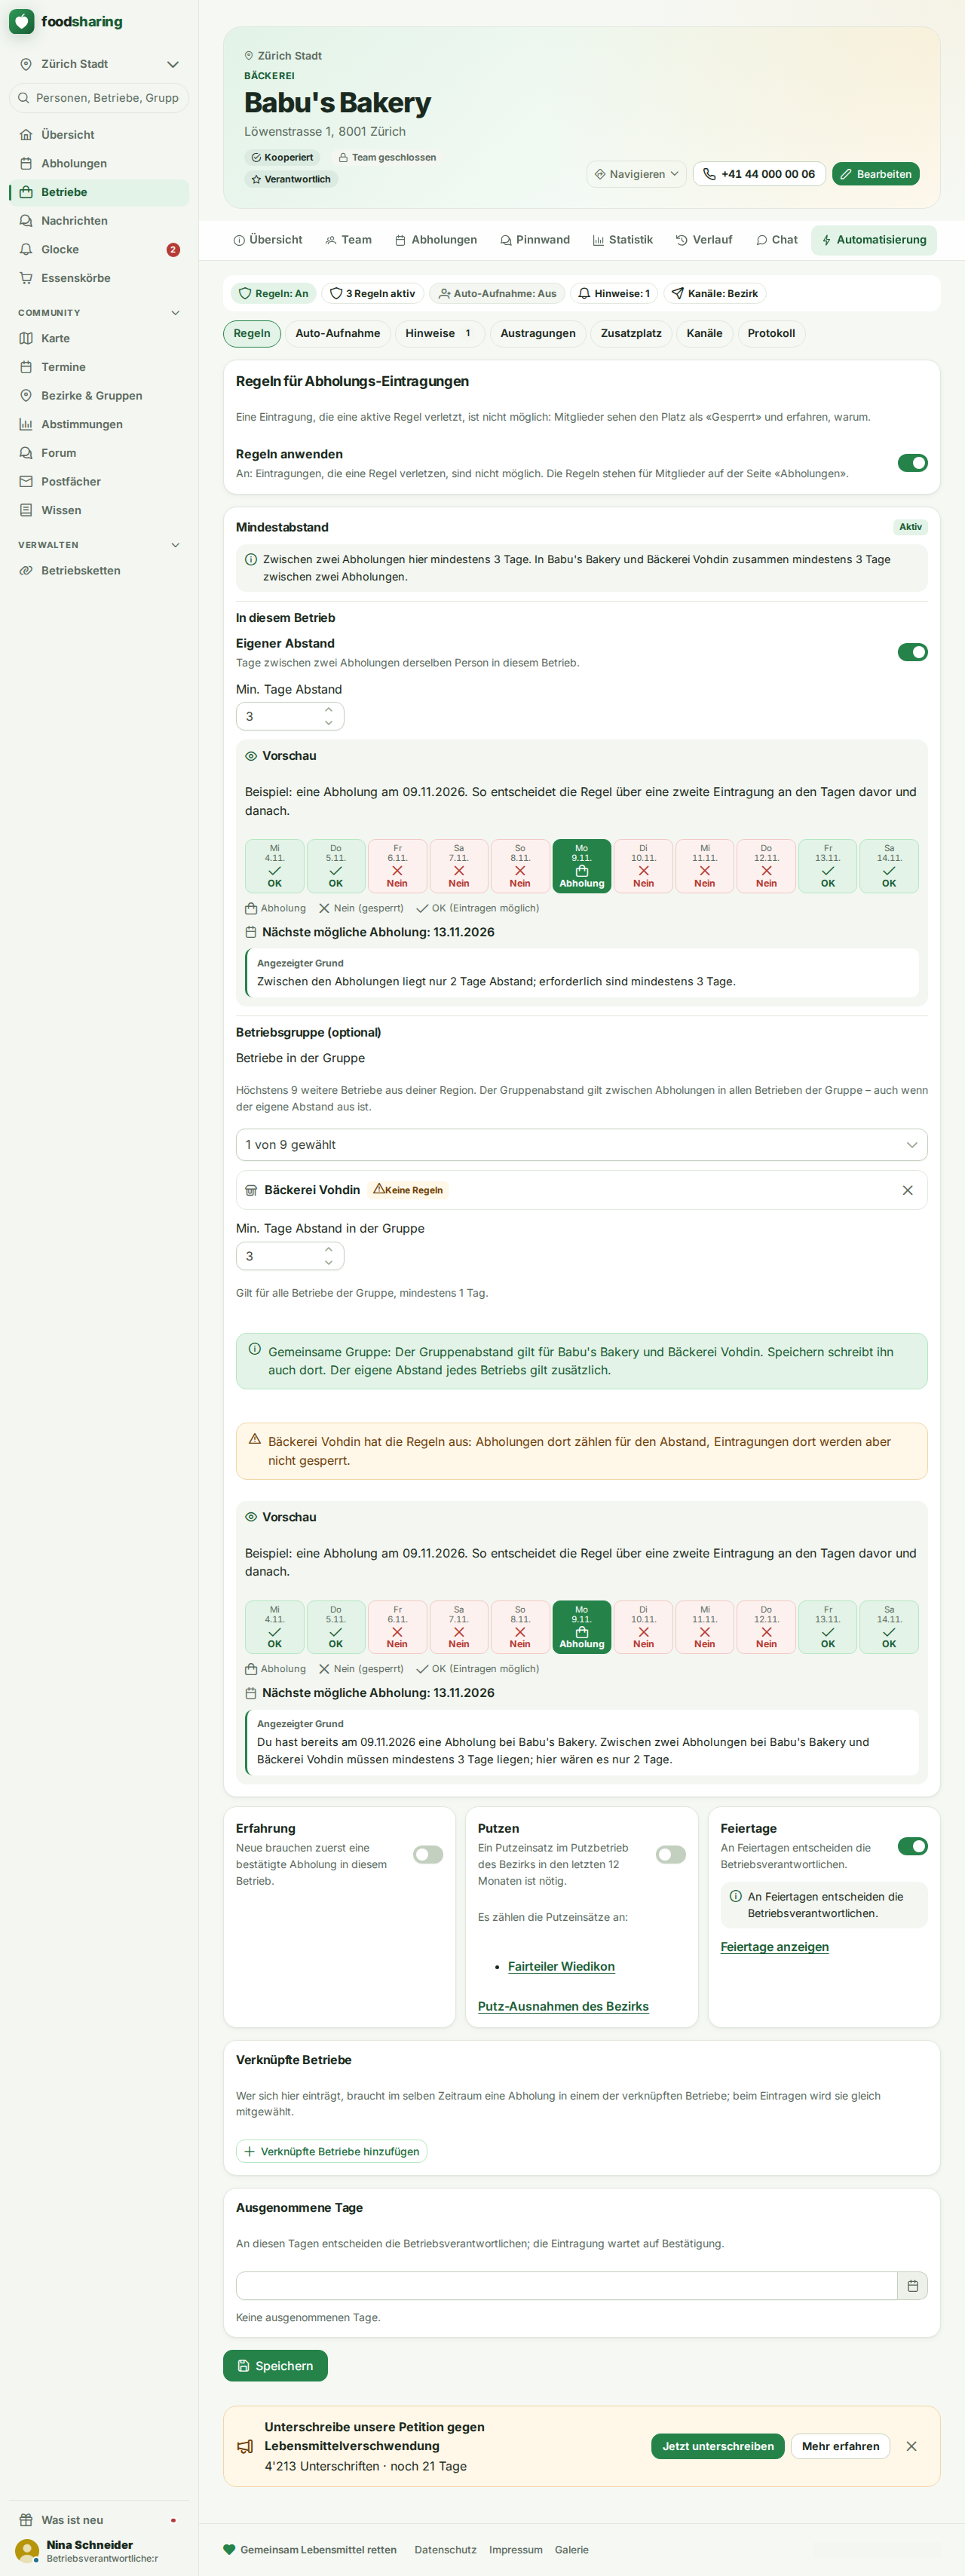 foodsharing
Zürich Stadt
Personen, Betriebe, Grupp
Übersicht
Abholungen
Betriebe
Nachrichten
Glocke 2
Essenskörbe
COMMUNITY
Karte
Termine
Bezirke & Gruppen
Abstimmungen
Forum
Postfächer
Wissen
VERWALTEN
Betriebsketten
Was ist neu
Nina Schneider
Betriebsverantwortliche:r
Zürich Stadt
BÄCKEREI
Babu's Bakery
Löwenstrasse 1, 8001 Zürich
Kooperiert Team geschlossen
Verantwortlich
Navigieren +41 44 000 00 06 Bearbeiten
Übersicht Team Abholungen Pinnwand Statistik Verlauf Chat Automatisierung
Regeln: An 3 Regeln aktiv Auto-Aufnahme: Aus Hinweise: 1 Kanäle: Bezirk
Regeln Auto-Aufnahme Hinweise 1 Austragungen Zusatzplatz Kanäle Protokoll
Regeln für Abholungs-Eintragungen
Eine Eintragung, die eine aktive Regel verletzt, ist nicht möglich: Mitglieder sehen den Platz als «Gesperrt» und erfahren, warum.
Regeln anwenden
An: Eintragungen, die eine Regel verletzen, sind nicht möglich. Die Regeln stehen für Mitglieder auf der Seite «Abholungen».
Mindestabstand Aktiv
Zwischen zwei Abholungen hier mindestens 3 Tage. In Babu's Bakery und Bäckerei Vohdin zusammen mindestens 3 Tage
zwischen zwei Abholungen.
In diesem Betrieb
Eigener Abstand
Tage zwischen zwei Abholungen derselben Person in diesem Betrieb.
Min. Tage Abstand
3
Vorschau
Beispiel: eine Abholung am 09.11.2026. So entscheidet die Regel über eine zweite Eintragung an den Tagen davor und
danach.
Mi Do Fr Sa So Mo Di Mi Do Fr Sa
4.11. 5.11. 6.11. 7.11. 8.11. 9.11. 10.11. 11.11. 12.11. 13.11. 14.11.
OK OK Nein Nein Nein Abholung Nein Nein Nein OK OK
Abholung Nein (gesperrt) OK (Eintragen möglich)
Nächste mögliche Abholung: 13.11.2026
Angezeigter Grund
Zwischen den Abholungen liegt nur 2 Tage Abstand; erforderlich sind mindestens 3 Tage.
Betriebsgruppe (optional)
Betriebe in der Gruppe
Höchstens 9 weitere Betriebe aus deiner Region. Der Gruppenabstand gilt zwischen Abholungen in allen Betrieben der Gruppe – auch wenn
der eigene Abstand aus ist.
1 von 9 gewählt
Bäckerei Vohdin Keine Regeln
Min. Tage Abstand in der Gruppe
3
Gilt für alle Betriebe der Gruppe, mindestens 1 Tag.
Gemeinsame Gruppe: Der Gruppenabstand gilt für Babu's Bakery und Bäckerei Vohdin. Speichern schreibt ihn
auch dort. Der eigene Abstand jedes Betriebs gilt zusätzlich.
Bäckerei Vohdin hat die Regeln aus: Abholungen dort zählen für den Abstand, Eintragungen dort werden aber
nicht gesperrt.
Vorschau
Beispiel: eine Abholung am 09.11.2026. So entscheidet die Regel über eine zweite Eintragung an den Tagen davor und
danach.
Mi Do Fr Sa So Mo Di Mi Do Fr Sa
4.11. 5.11. 6.11. 7.11. 8.11. 9.11. 10.11. 11.11. 12.11. 13.11. 14.11.
OK OK Nein Nein Nein Abholung Nein Nein Nein OK OK
Abholung Nein (gesperrt) OK (Eintragen möglich)
Nächste mögliche Abholung: 13.11.2026
Angezeigter Grund
Du hast bereits am 09.11.2026 eine Abholung bei Babu's Bakery. Zwischen zwei Abholungen bei Babu's Bakery und
Bäckerei Vohdin müssen mindestens 3 Tage liegen; hier wären es nur 2 Tage.
Erfahrung
Neue brauchen zuerst eine
bestätigte Abholung in diesem
Betrieb.
Putzen
Ein Putzeinsatz im Putzbetrieb
des Bezirks in den letzten 12
Monaten ist nötig.
Es zählen die Putzeinsätze an:
Fairteiler Wiedikon
Putz-Ausnahmen des Bezirks
Feiertage
An Feiertagen entscheiden die
Betriebsverantwortlichen.
An Feiertagen entscheiden die
Betriebsverantwortlichen.
Feiertage anzeigen
Verknüpfte Betriebe
Wer sich hier einträgt, braucht im selben Zeitraum eine Abholung in einem der verknüpften Betriebe; beim Eintragen wird sie gleich
mitgewählt.
Verknüpfte Betriebe hinzufügen
Ausgenommene Tage
An diesen Tagen entscheiden die Betriebsverantwortlichen; die Eintragung wartet auf Bestätigung.
Keine ausgenommenen Tage.
Speichern
Unterschreibe unsere Petition gegen
Lebensmittelverschwendung
4'213 Unterschriften · noch 21 Tage
Jetzt unterschreiben Mehr erfahren
Gemeinsam Lebensmittel retten Datenschutz Impressum Galerie